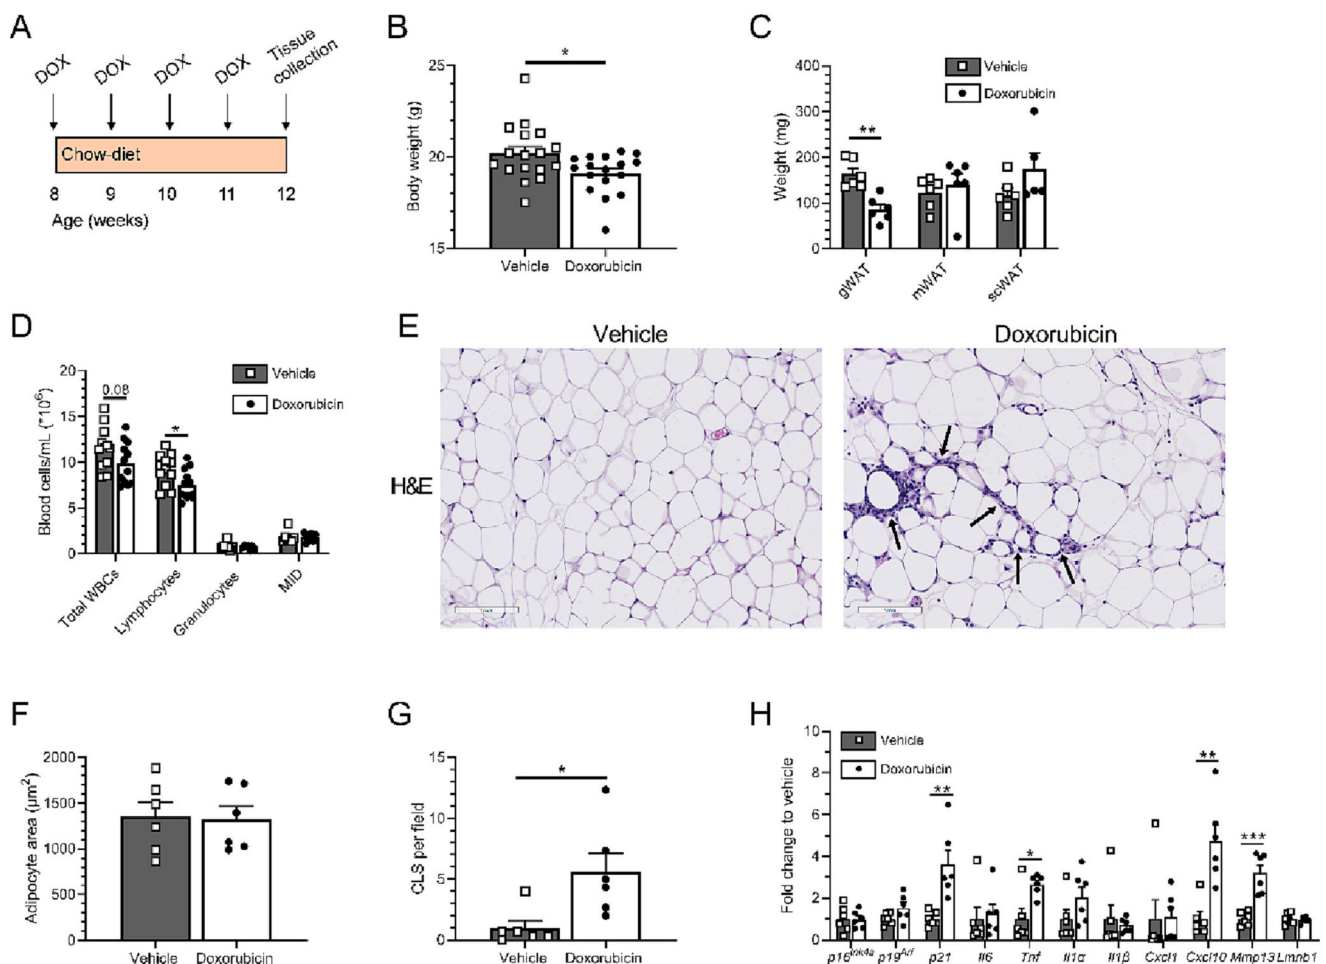 A
DOX
DOX
DOX
DOX
Tissue
collection
Chow-diet
8
9
10
11
12
Age (weeks)
B
*
Body weight (g)
25
20
15
Vehicle
Doxorubicin
C
Vehicle
Doxorubicin
**
Weight (mg)
400
300
200
100
0
gWAT
mWAT
scWAT
D
Vehicle
Doxorubicin
0.08
*
Blood cells/mL (*10⁶)
20
15
10
5
0
Total WBCs
Lymphocytes
Granulocytes
MID
E
Vehicle
Doxorubicin
H&E
F
Adipocyte area (µm²)
2000
1500
1000
500
0
Vehicle
Doxorubicin
G
*
CLS per field
15
10
5
0
Vehicle
Doxorubicin
H
Vehicle
Doxorubicin
**
*
**
***
Fold change to vehicle
10
8
6
4
2
0
p16Ink4a
p19Arf
p21
Il6
Tnf
Il1α
Il1β
Cxcl1
Cxcl10
Mmp13
Lmnb1